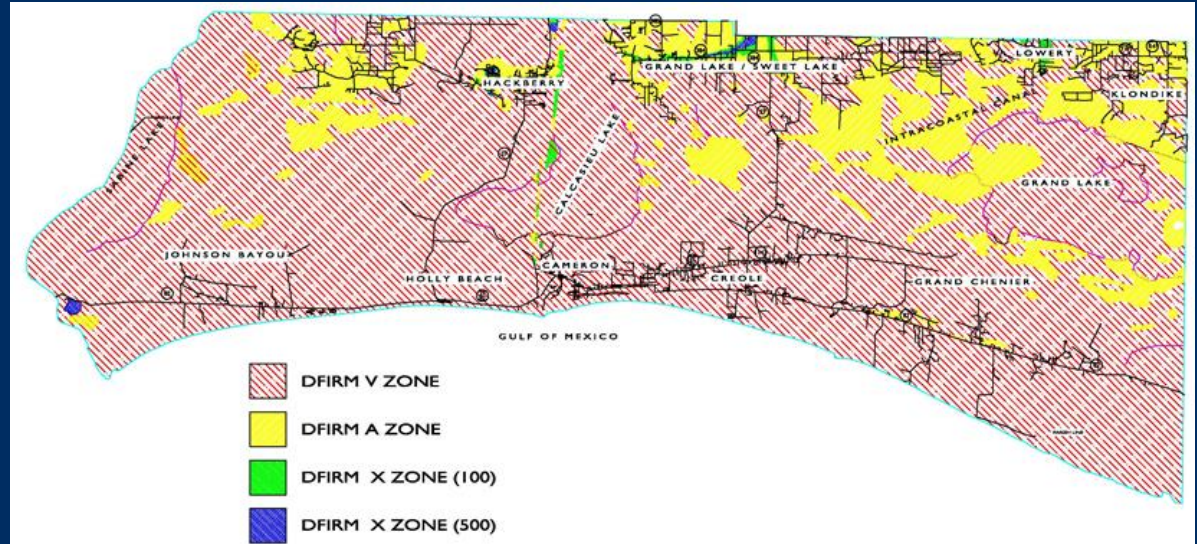 LOWERY
GRAND LAKE / SWEET LAKE
HACKBERRY
KLONDIKE
INTRACOASTAL CANAL
SABINE LAKE
CALCASIEU LAKE
GRAND LAKE
JOHNSON BAYOU
CAMERON
HOLLY BEACH
CREOLE
GRAND CHENIER
GULF OF MEXICO
DFIRM V ZONE
DFIRM A ZONE
DFIRM X ZONE (100)
DFIRM X ZONE (500)